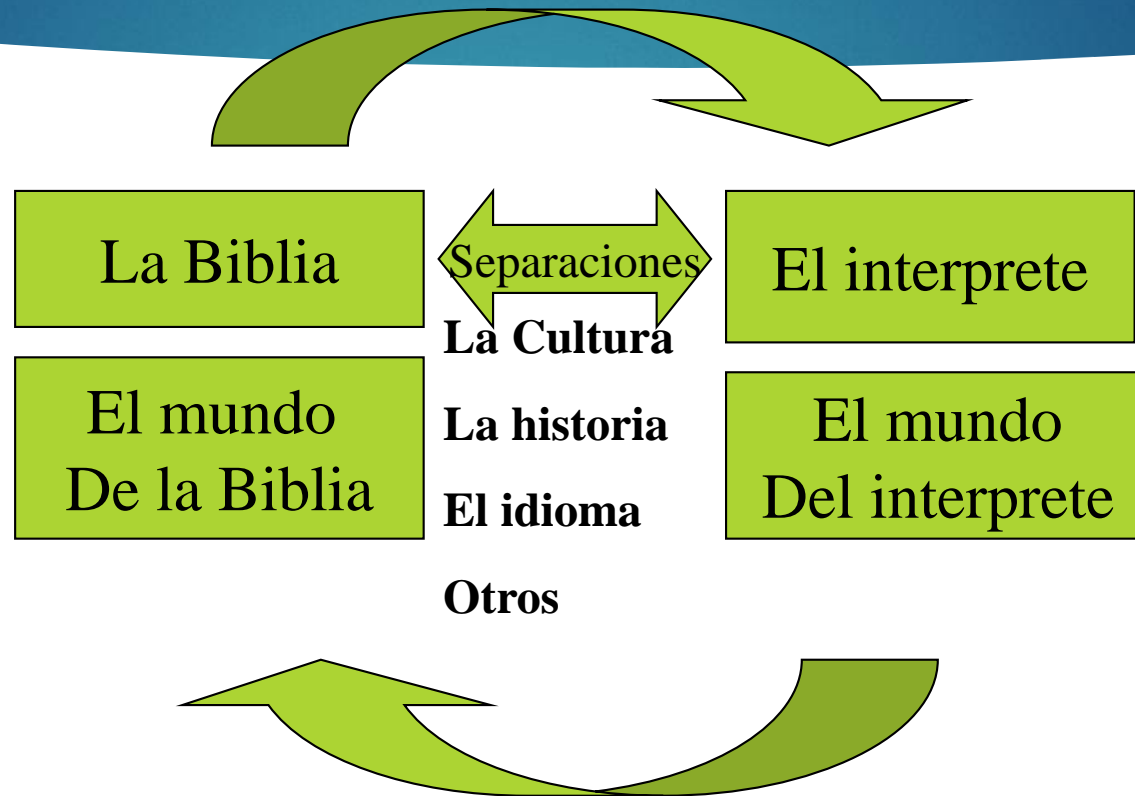 La Biblia
Separaciones
El interprete
La Cultura
El mundo
De la Biblia
La historia
El idioma
Otros
El mundo
Del interprete